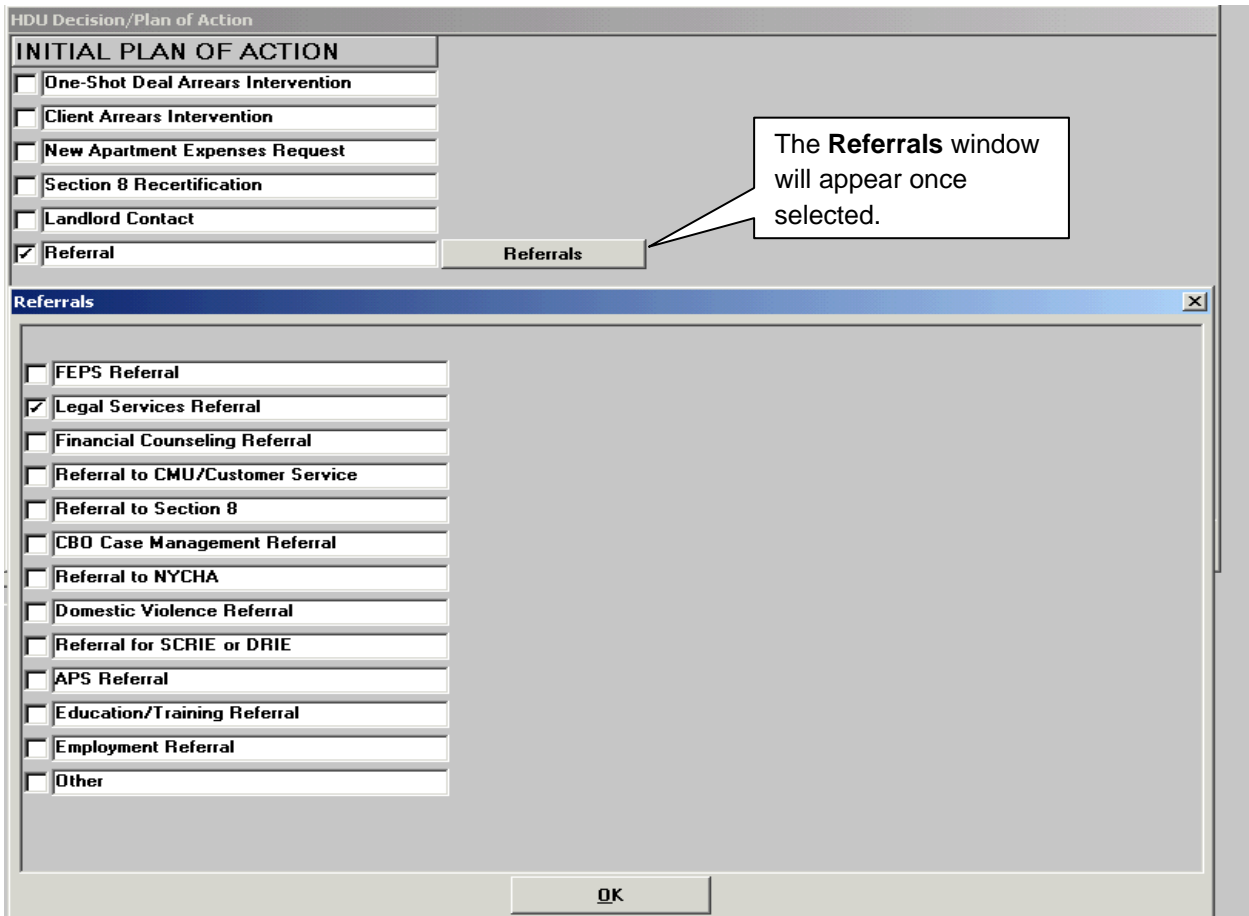 HDU Decision/Plan of Action
INITIAL PLAN OF ACTION
One-Shot Deal Arrears Intervention
Client Arrears Intervention
New Apartment Expenses Request
Section 8 Recertification
Landlord Contact
Referral
Referrals
The Referrals window
will appear once
selected.
Referrals
FEPS Referral
Legal Services Referral
Financial Counseling Referral
Referral to CMU/Customer Service
Referral to Section 8
CBO Case Management Referral
Referral to NYCHA
Domestic Violence Referral
Referral for SCRIE or DRIE
APS Referral
Education/Training Referral
Employment Referral
Other
OK